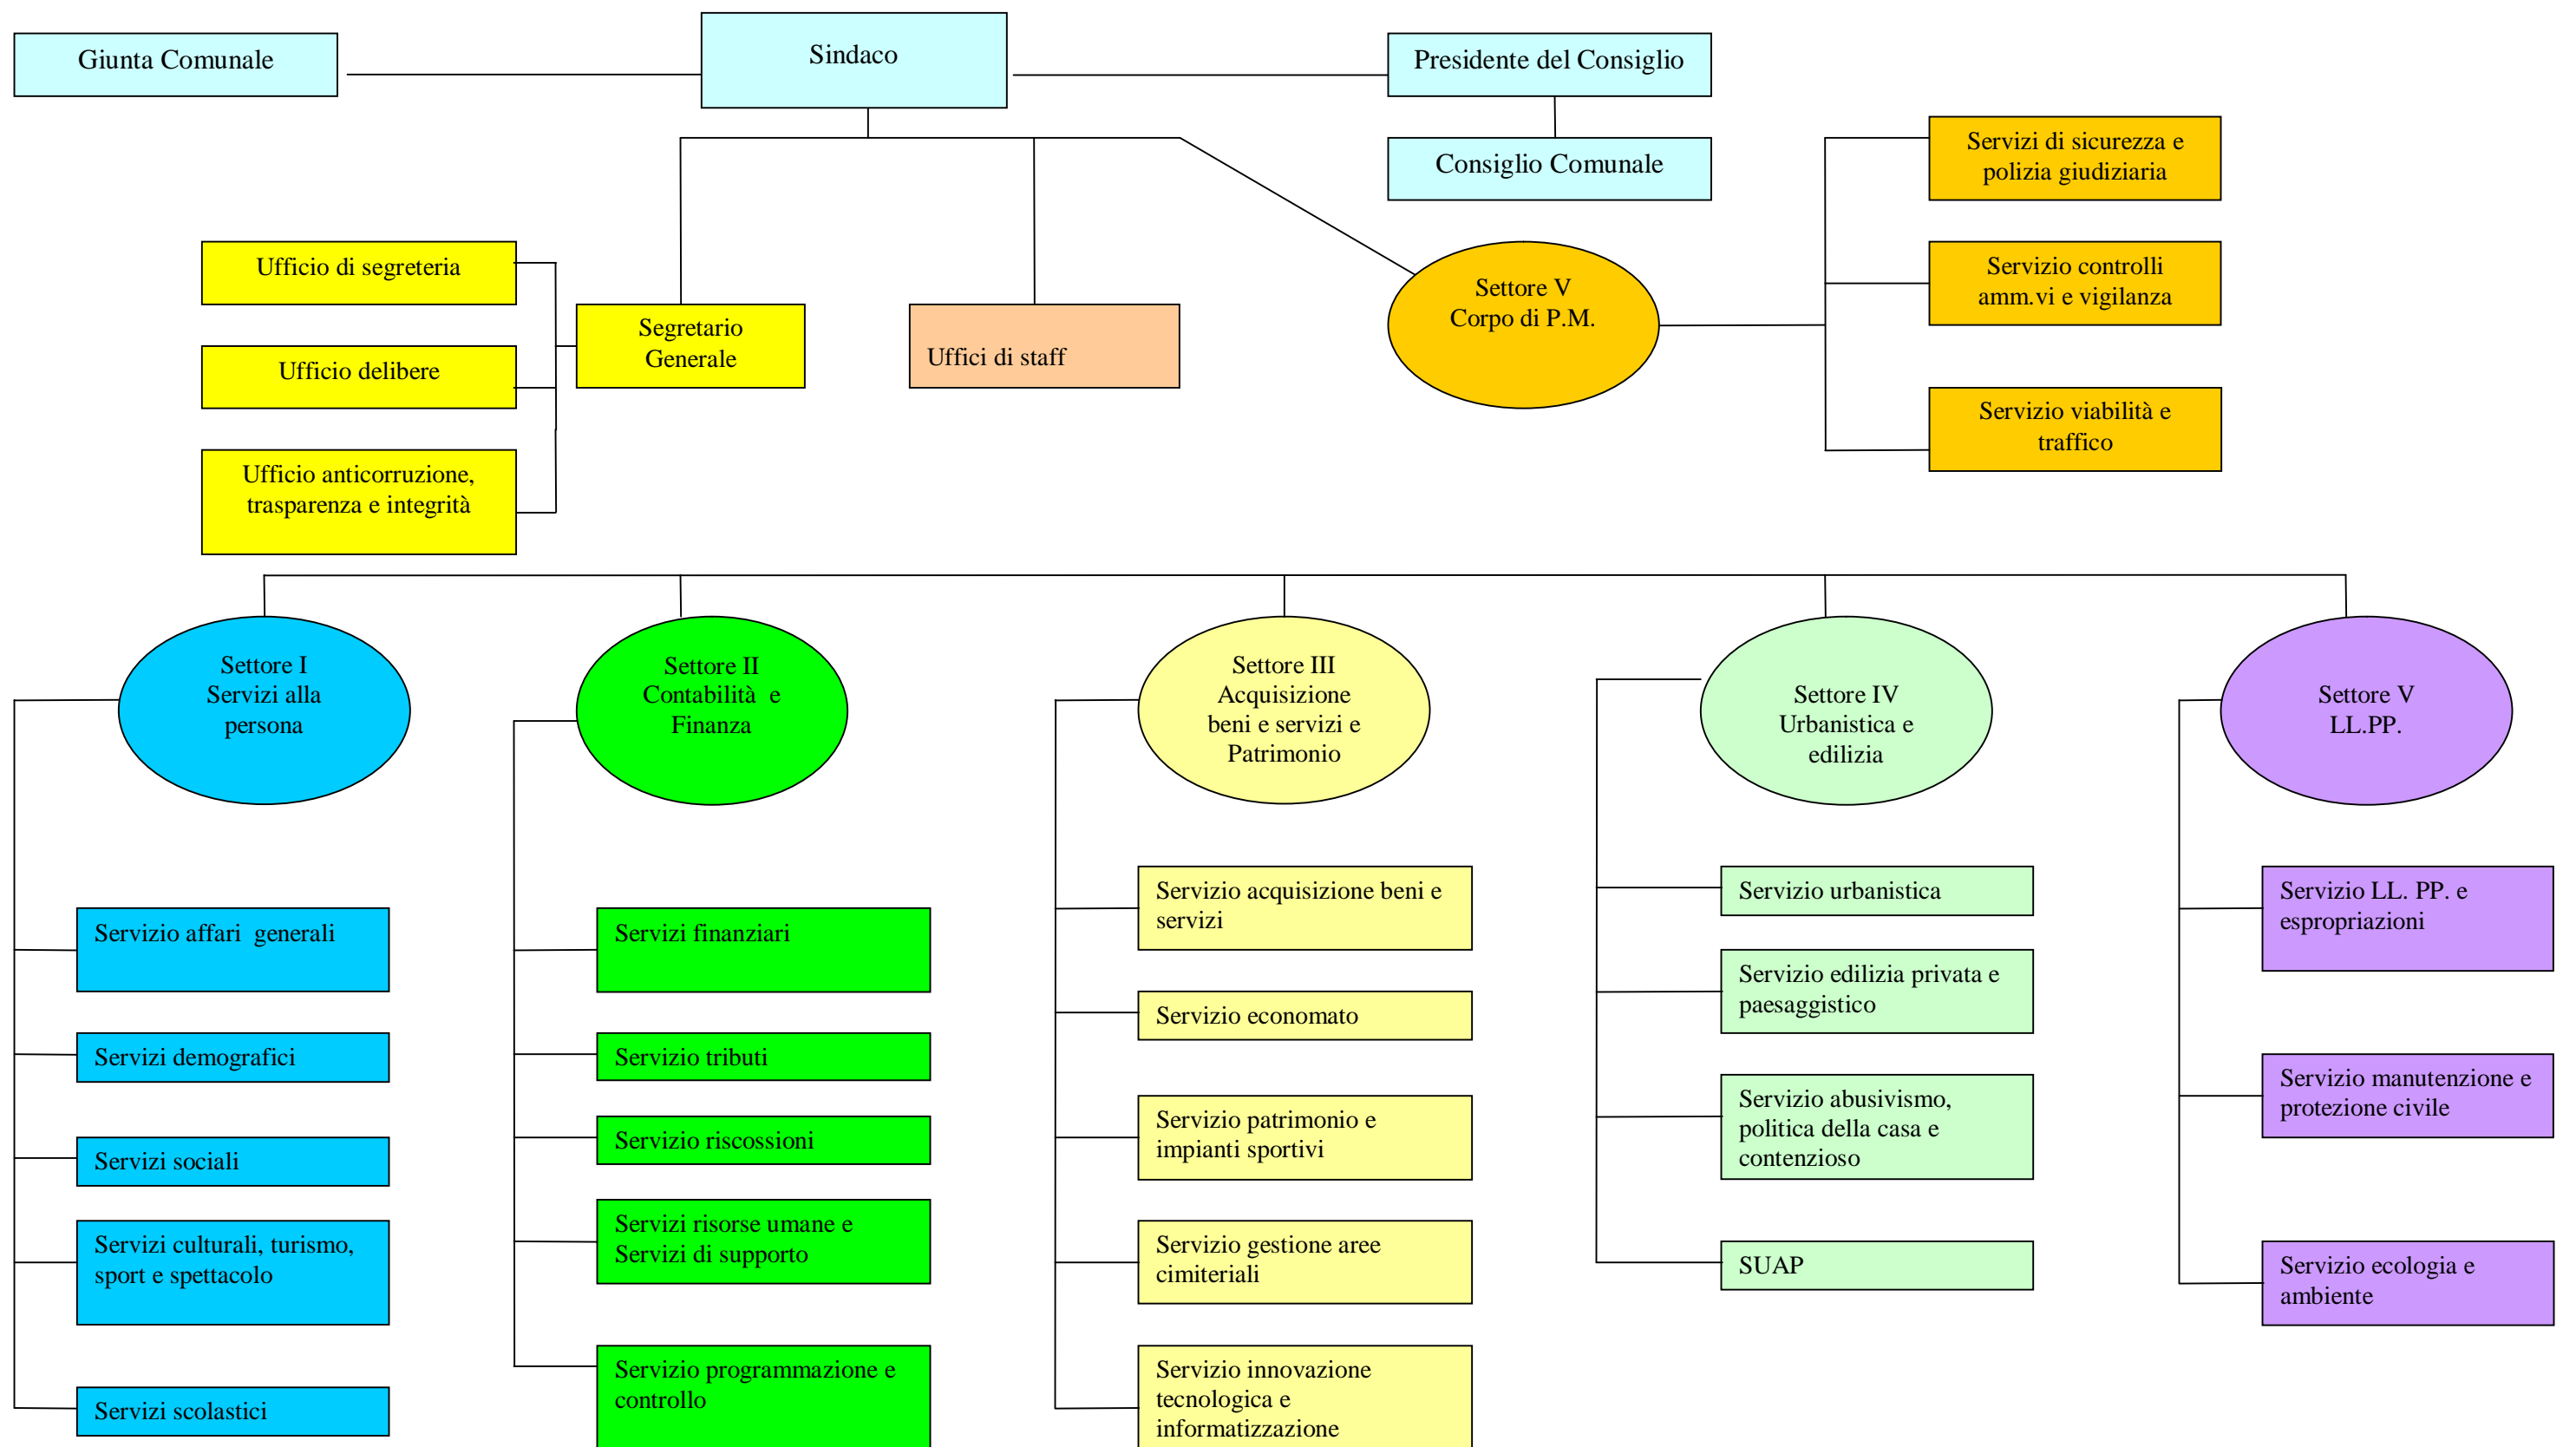 Giunta Comunale
Sindaco
Presidente del Consiglio
Consiglio Comunale
Servizi di sicurezza e
polizia giudiziaria
Servizio controlli
amm.vi e vigilanza
Servizio viabilità e
traffico
Settore V
Corpo di P.M.
Ufficio di segreteria
Ufficio delibere
Ufficio anticorruzione,
trasparenza e integrità
Segretario
Generale
Uffici di staff
Settore I
Servizi alla
persona
Settore II
Contabilità e
Finanza
Settore III
Acquisizione
beni e servizi e
Patrimonio
Settore IV
Urbanistica e
edilizia
Settore V
LL.PP.
Servizio affari generali
Servizi demografici
Servizi sociali
Servizi culturali, turismo,
sport e spettacolo
Servizi scolastici
Servizi finanziari
Servizio tributi
Servizio riscossioni
Servizi risorse umane e
Servizi di supporto
Servizio programmazione e
controllo
Servizio acquisizione beni e
servizi
Servizio economato
Servizio patrimonio e
impianti sportivi
Servizio gestione aree
cimiteriali
Servizio innovazione
tecnologica e
informatizzazione
Servizio urbanistica
Servizio edilizia privata e
paesaggistico
Servizio abusivismo,
politica della casa e
contenzioso
SUAP
Servizio LL. PP. e
espropriazioni
Servizio manutenzione e
protezione civile
Servizio ecologia e
ambiente